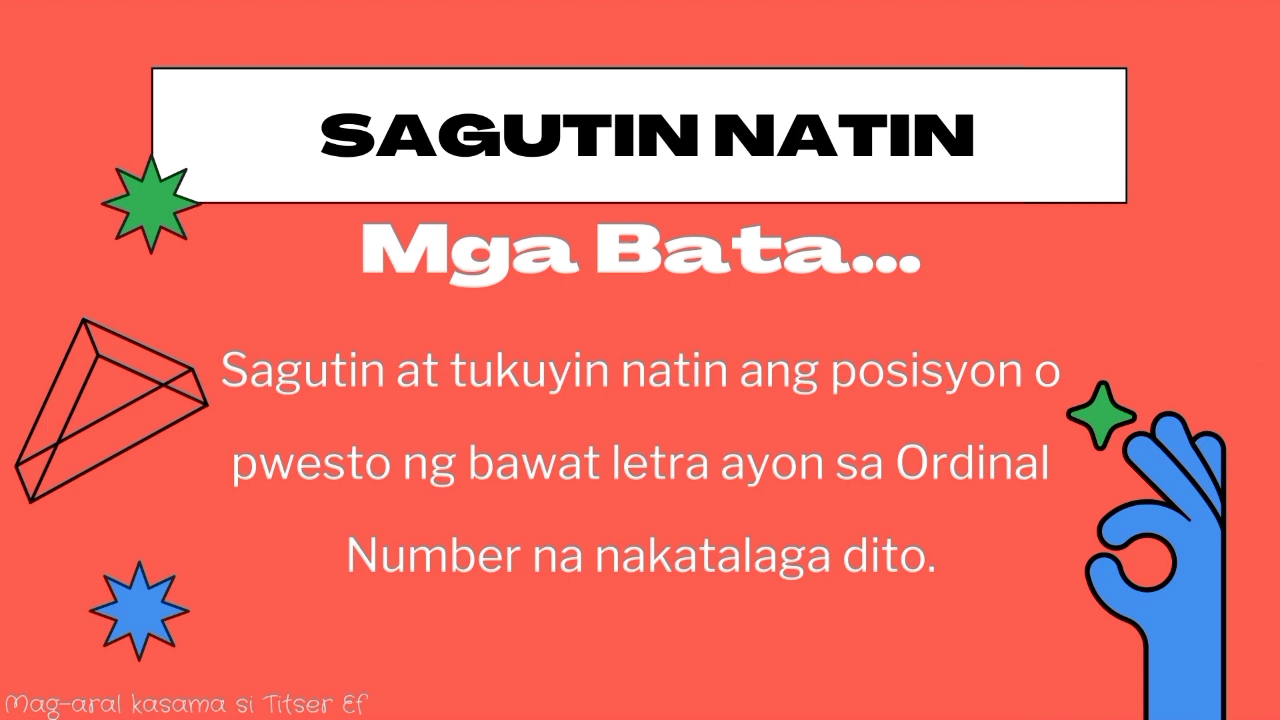 SAGUTIN NATIN
Mga Bata...
Sagutin at tukuyin natin ang posisyon o
pwesto ng bawat letra ayon sa Ordinal
Number na nakatalaga dito.
Mag-aral kasama si Titser Ef